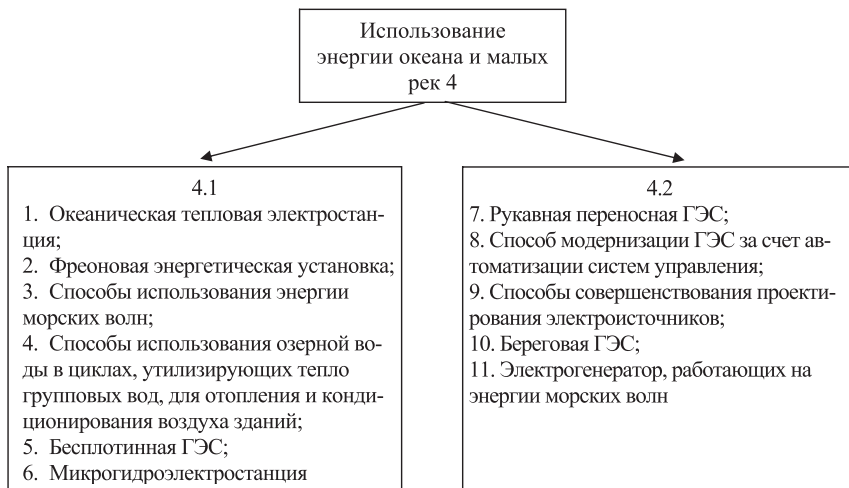 Использование
энергии океана и малых
рек 4
4.1
1. Океаническая тепловая электростан-
ция;
2. Фреоновая энергетическая установка;
3. Способы использования энергии
морских волн;
4. Способы использования озерной во-
ды в циклах, утилизирующих тепло
групповых вод, для отопления и конди-
ционирования воздуха зданий;
5. Бесплотинная ГЭС;
6. Микрогидроэлектростанция
4.2
7. Рукавная переносная ГЭС;
8. Способ модернизации ГЭС за счет ав-
томатизации систем управления;
9. Способы совершенствования проекти-
рования электроисточников;
10. Береговая ГЭС;
11. Электрогенератор, работающих на
энергии морских волн